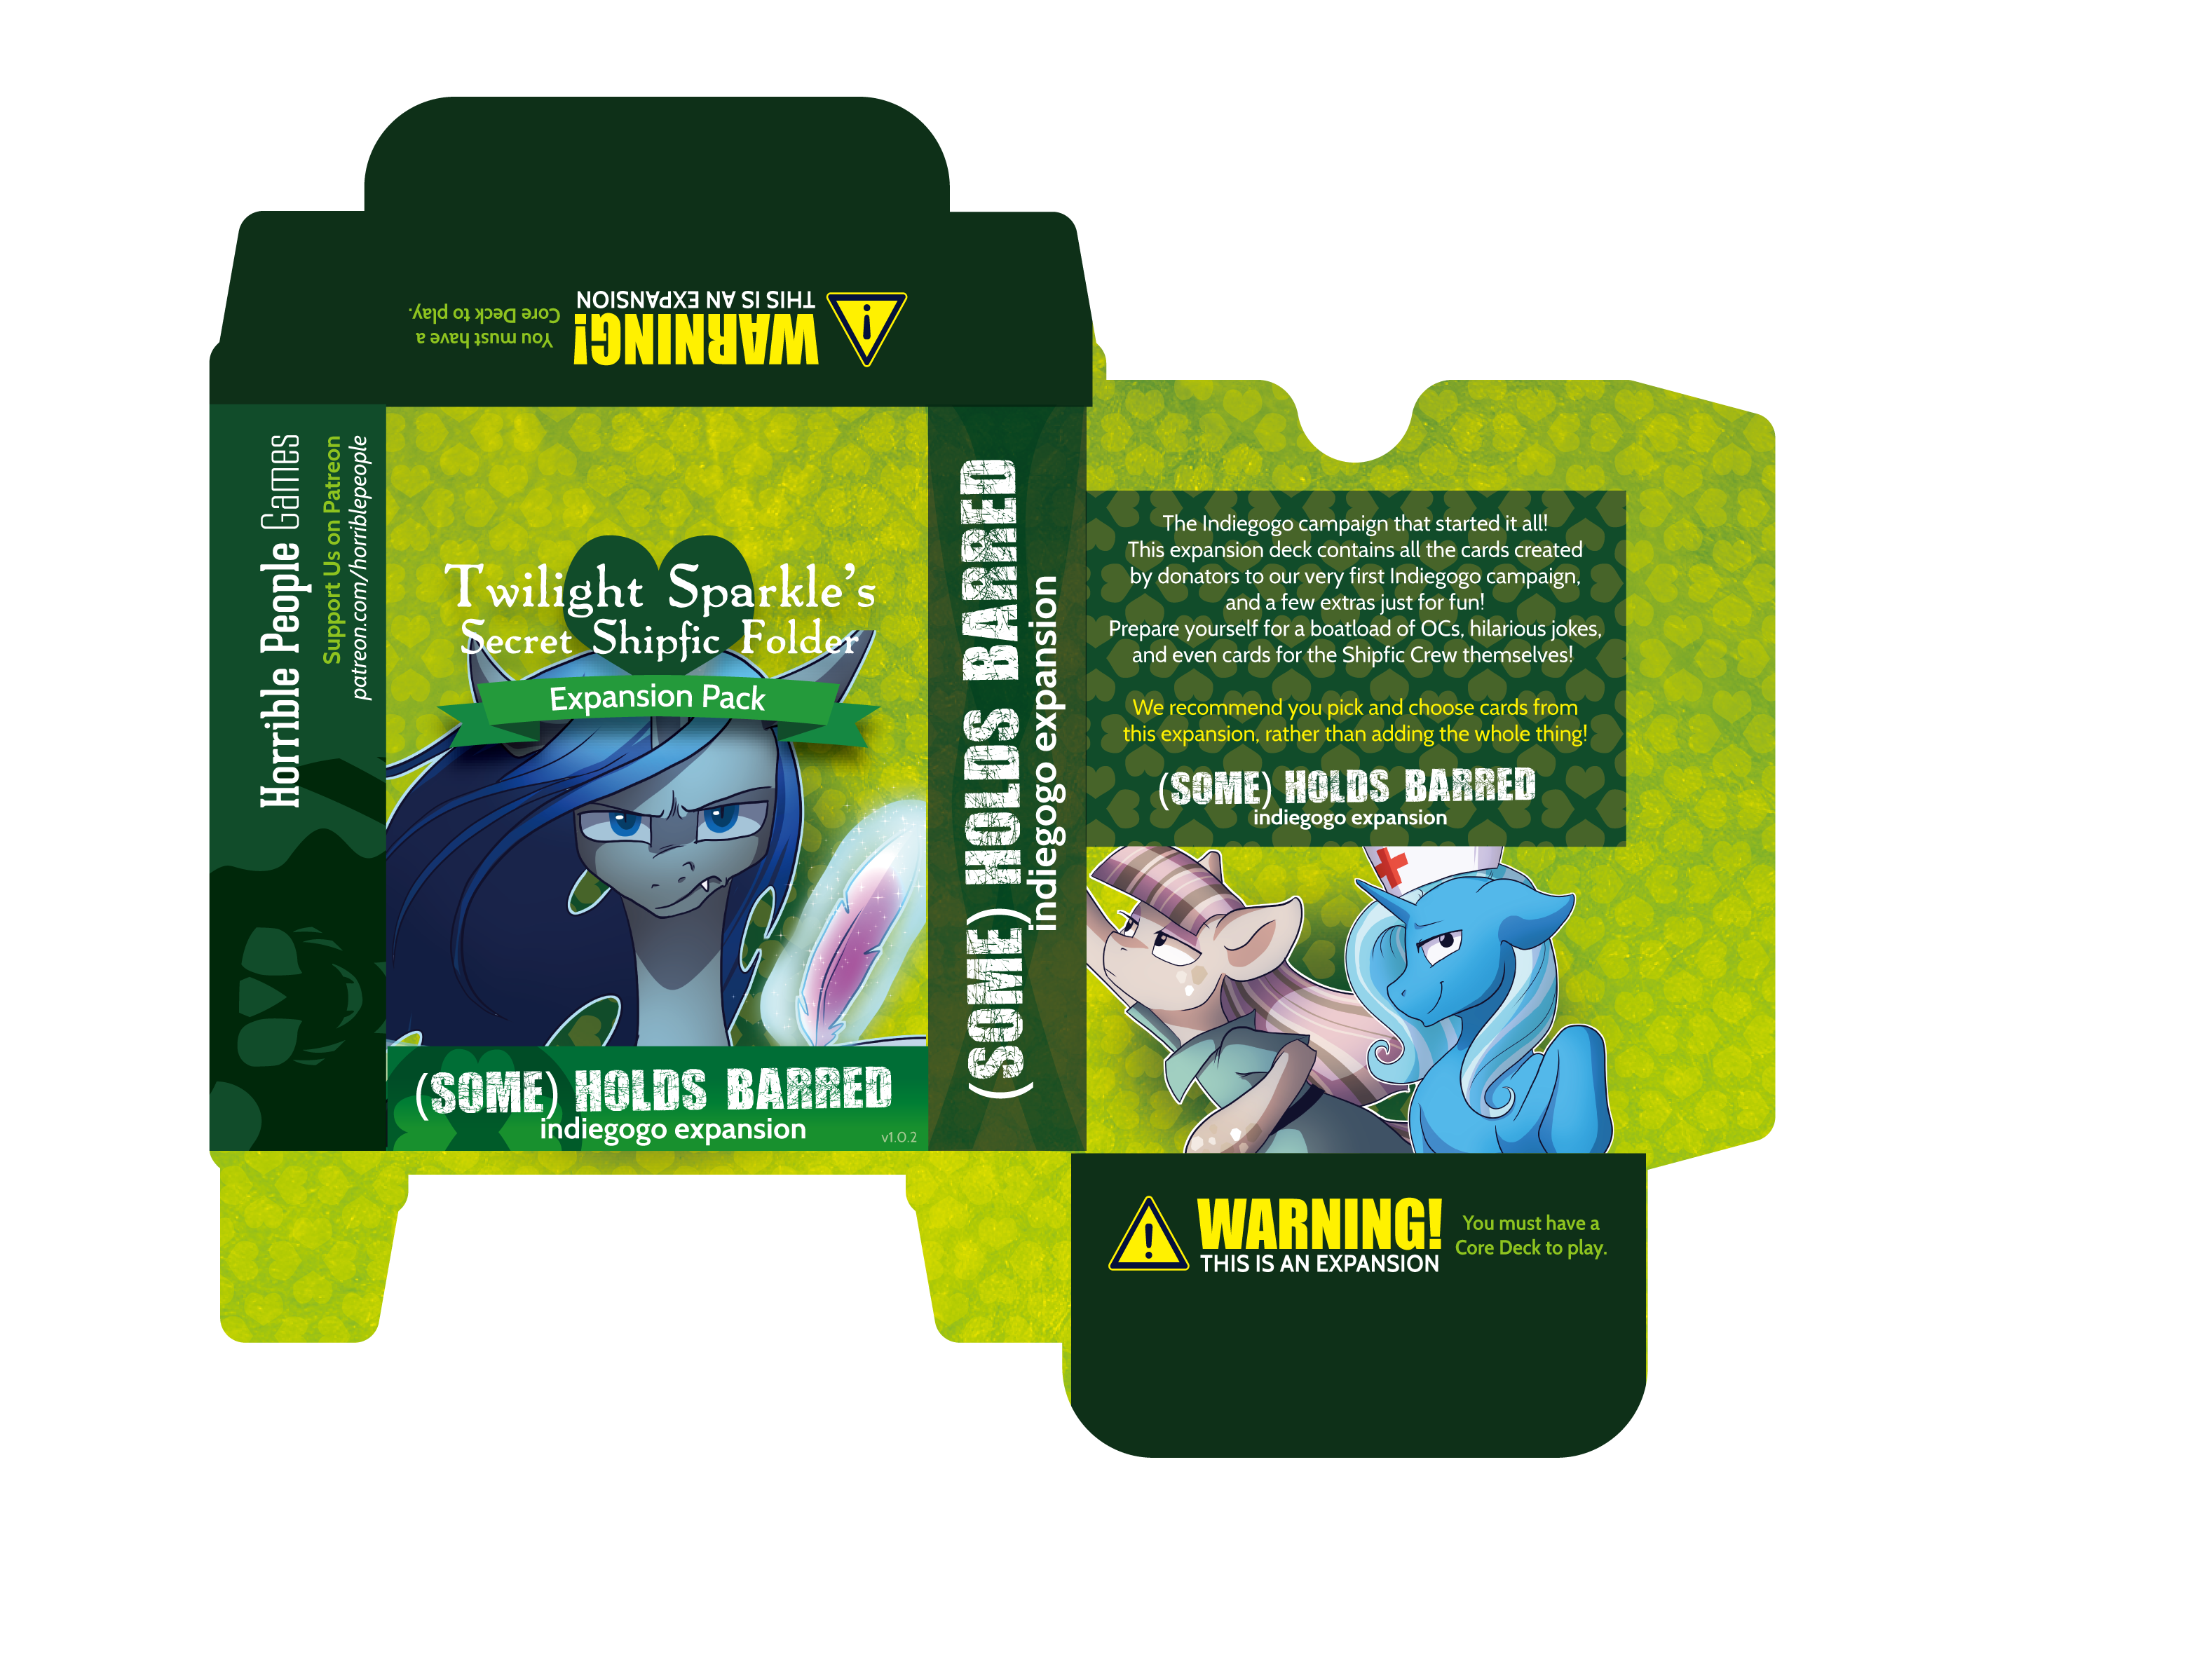 You must have a
Core Deck to play.
WARNING!
THIS IS AN EXPANSION
Horrible People Games
Support Us on Patreon
patreon.com/horriblepeople
Twilight Sparkle's
Secret Shipfic Folder
Expansion Pack
(SOME) HOLDS BARRED
indiegogo expansion
v1.0.2
(SOME) HOLDS BARRED
indiegogo expansion
The Indiegogo campaign that started it all!
This expansion deck contains all the cards created
by donators to our very first Indiegogo campaign,
and a few extras just for fun!
Prepare yourself for a boatload of OCs, hilarious jokes,
and even cards for the Shipfic Crew themselves!
We recommend you pick and choose cards from
this expansion, rather than adding the whole thing!
(SOME) HOLDS BARRED
indiegogo expansion
WARNING!
THIS IS AN EXPANSION
You must have a
Core Deck to play.